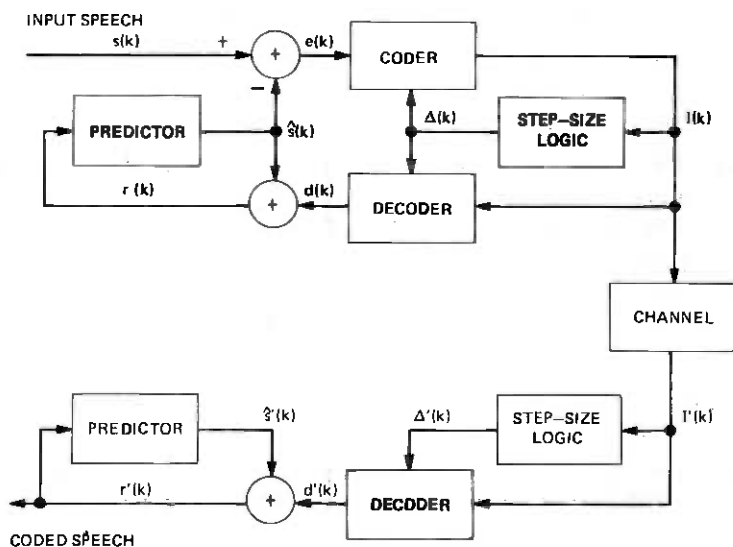 INPUT SPEECH
s(k)
+
+
e(k)
CODER
−
PREDICTOR
ŝ(k)
Δ(k)
STEP–SIZE
LOGIC
I(k)
r(k)
+
d(k)
DECODER
CHANNEL
PREDICTOR
ŝ'(k)
Δ'(k)
STEP–SIZE
LOGIC
I'(k)
r'(k)
+
d'(k)
DECODER
CODED SPEECH